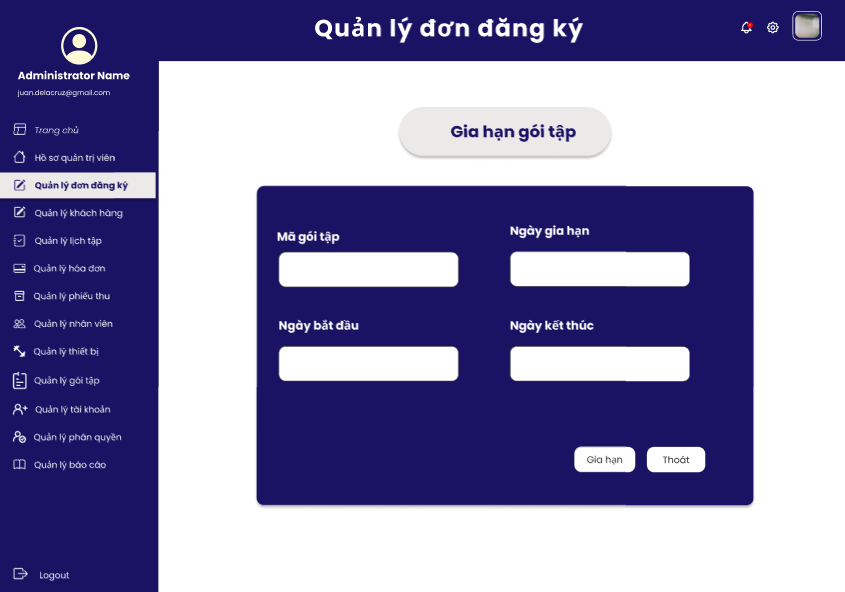 Quản lý đơn đăng ký
Administrator Name
juan.delacruz@gmail.com
Trang chủ
Hồ sơ quản trị viên
Quản lý đơn đăng ký
Quản lý khách hàng
Quản lý lịch tập
Quản lý hóa đơn
Quản lý phiếu thu
Quản lý nhân viên
Quản lý thiết bị
Quản lý gói tập
Quản lý tài khoản
Quản lý phân quyền
Quản lý báo cáo
Logout
Gia hạn gói tập
Mã gói tập
Ngày gia hạn
Ngày bắt đầu
Ngày kết thúc
Gia hạn
Thoát